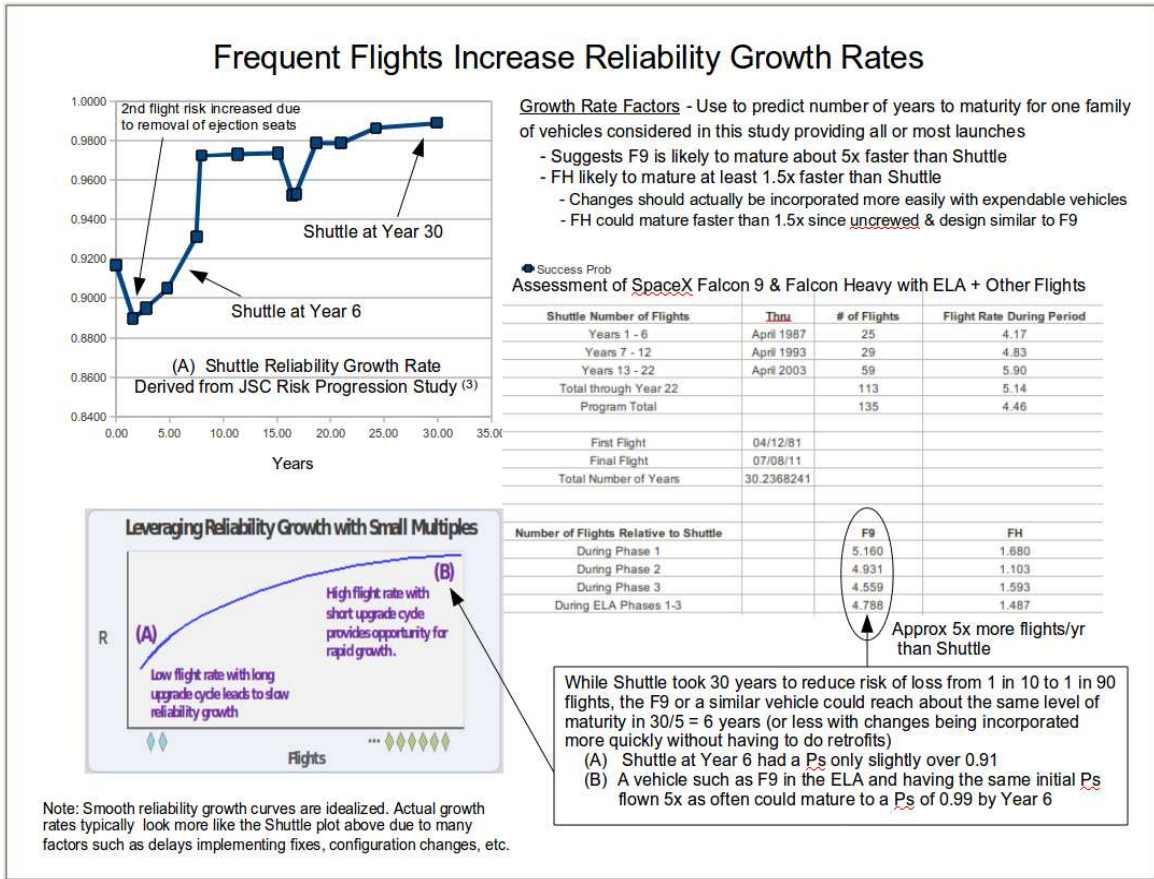 Frequent Flights Increase Reliability Growth Rates
1.0000
0.9800
0.9600
0.9400
0.9200
0.9000
0.8800
0.8600
0.8400
0.00
5.00
10.00
15.00
20.00
25.00
30.00
35.00
Years
2nd flight risk increased due
to removal of ejection seats
Shuttle at Year 30
Shuttle at Year 6
(A) Shuttle Reliability Growth Rate
Derived from JSC Risk Progression Study (3)
Success Prob
Growth Rate Factors - Use to predict number of years to maturity for one family
of vehicles considered in this study providing all or most launches
- Suggests F9 is likely to mature about 5x faster than Shuttle
- FH likely to mature at least 1.5x faster than Shuttle
- Changes should actually be incorporated more easily with expendable vehicles
- FH could mature faster than 1.5x since uncrewed & design similar to F9
Assessment of SpaceX Falcon 9 & Falcon Heavy with ELA + Other Flights
Shuttle Number of Flights Thru # of Flights Flight Rate During Period
Years 1 - 6 April 1987 25 4.17
Years 7 - 12 April 1993 29 4.83
Years 13 - 22 April 2003 59 5.90
Total through Year 22 113 5.14
Program Total 135 4.46
First Flight 04/12/81
Final Flight 07/08/11
Total Number of Years 30.2368241
Number of Flights Relative to Shuttle F9 FH
During Phase 1 5.160 1.680
During Phase 2 4.931 1.103
During Phase 3 4.559 1.593
During ELA Phases 1-3 4.788 1.487
Approx 5x more flights/yr
than Shuttle
Leveraging Reliability Growth with Small Multiples
R
(A)
Low flight rate with long
upgrade cycle leads to slow
reliability growth
(B)
High flight rate with
short upgrade cycle
provides opportunity for
rapid growth.
...
Flights
While Shuttle took 30 years to reduce risk of loss from 1 in 10 to 1 in 90
flights, the F9 or a similar vehicle could reach about the same level of
maturity in 30/5 = 6 years (or less with changes being incorporated
more quickly without having to do retrofits)
(A) Shuttle at Year 6 had a Ps only slightly over 0.91
(B) A vehicle such as F9 in the ELA and having the same initial Ps
flown 5x as often could mature to a Ps of 0.99 by Year 6
Note: Smooth reliability growth curves are idealized. Actual growth
rates typically look more like the Shuttle plot above due to many
factors such as delays implementing fixes, configuration changes, etc.